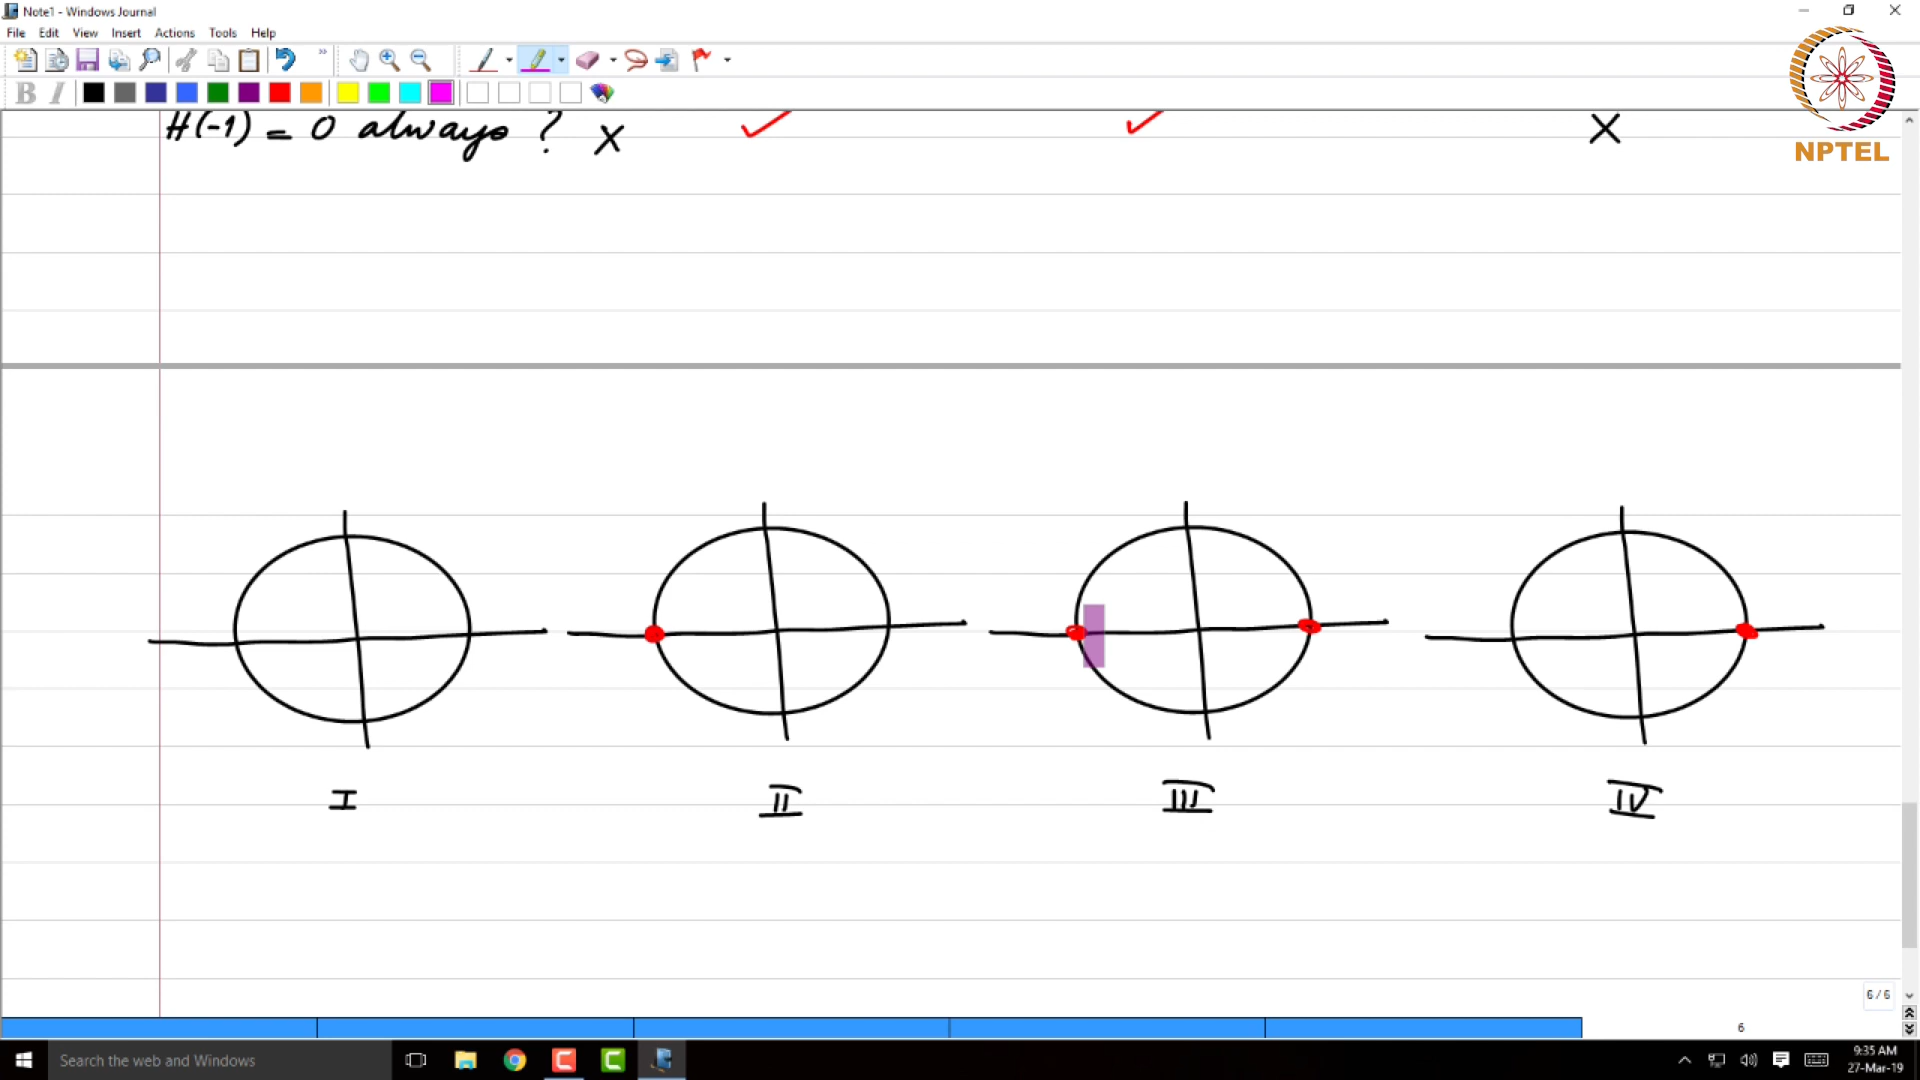 Note1 - Windows Journal
File Edit View Insert Actions Tools Help
B I
NPTEL
H(-1) = 0 always ? X ✓ ✓ X
I II III IV
6 / 6
6
Search the web and Windows
9:35 AM
27-Mar-19